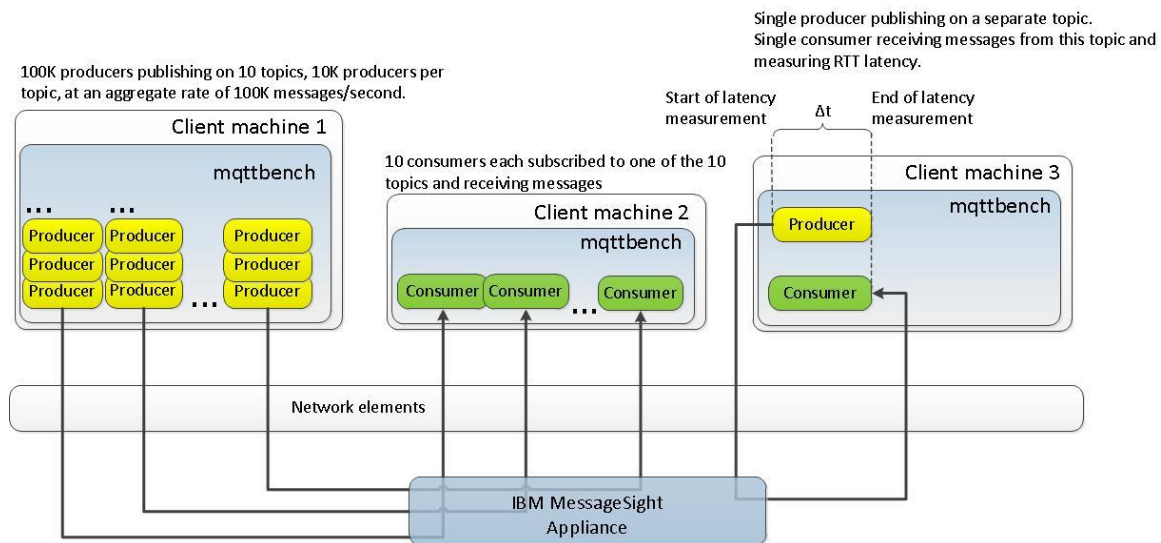 Single producer publishing on a separate topic.
Single consumer receiving messages from this topic and
measuring RTT latency.
100K producers publishing on 10 topics, 10K producers per
topic, at an aggregate rate of 100K messages/second.
Start of latency
measurement
Δt
End of latency
measurement
Client machine 1
mqttbench
... ...
Producer Producer Producer
Producer Producer Producer
Producer Producer ... Producer
10 consumers each subscribed to one of the 10
topics and receiving messages
Client machine 2
mqttbench
Consumer Consumer ... Consumer
Client machine 3
mqttbench
Producer
Consumer
Network elements
IBM MessageSight
Appliance